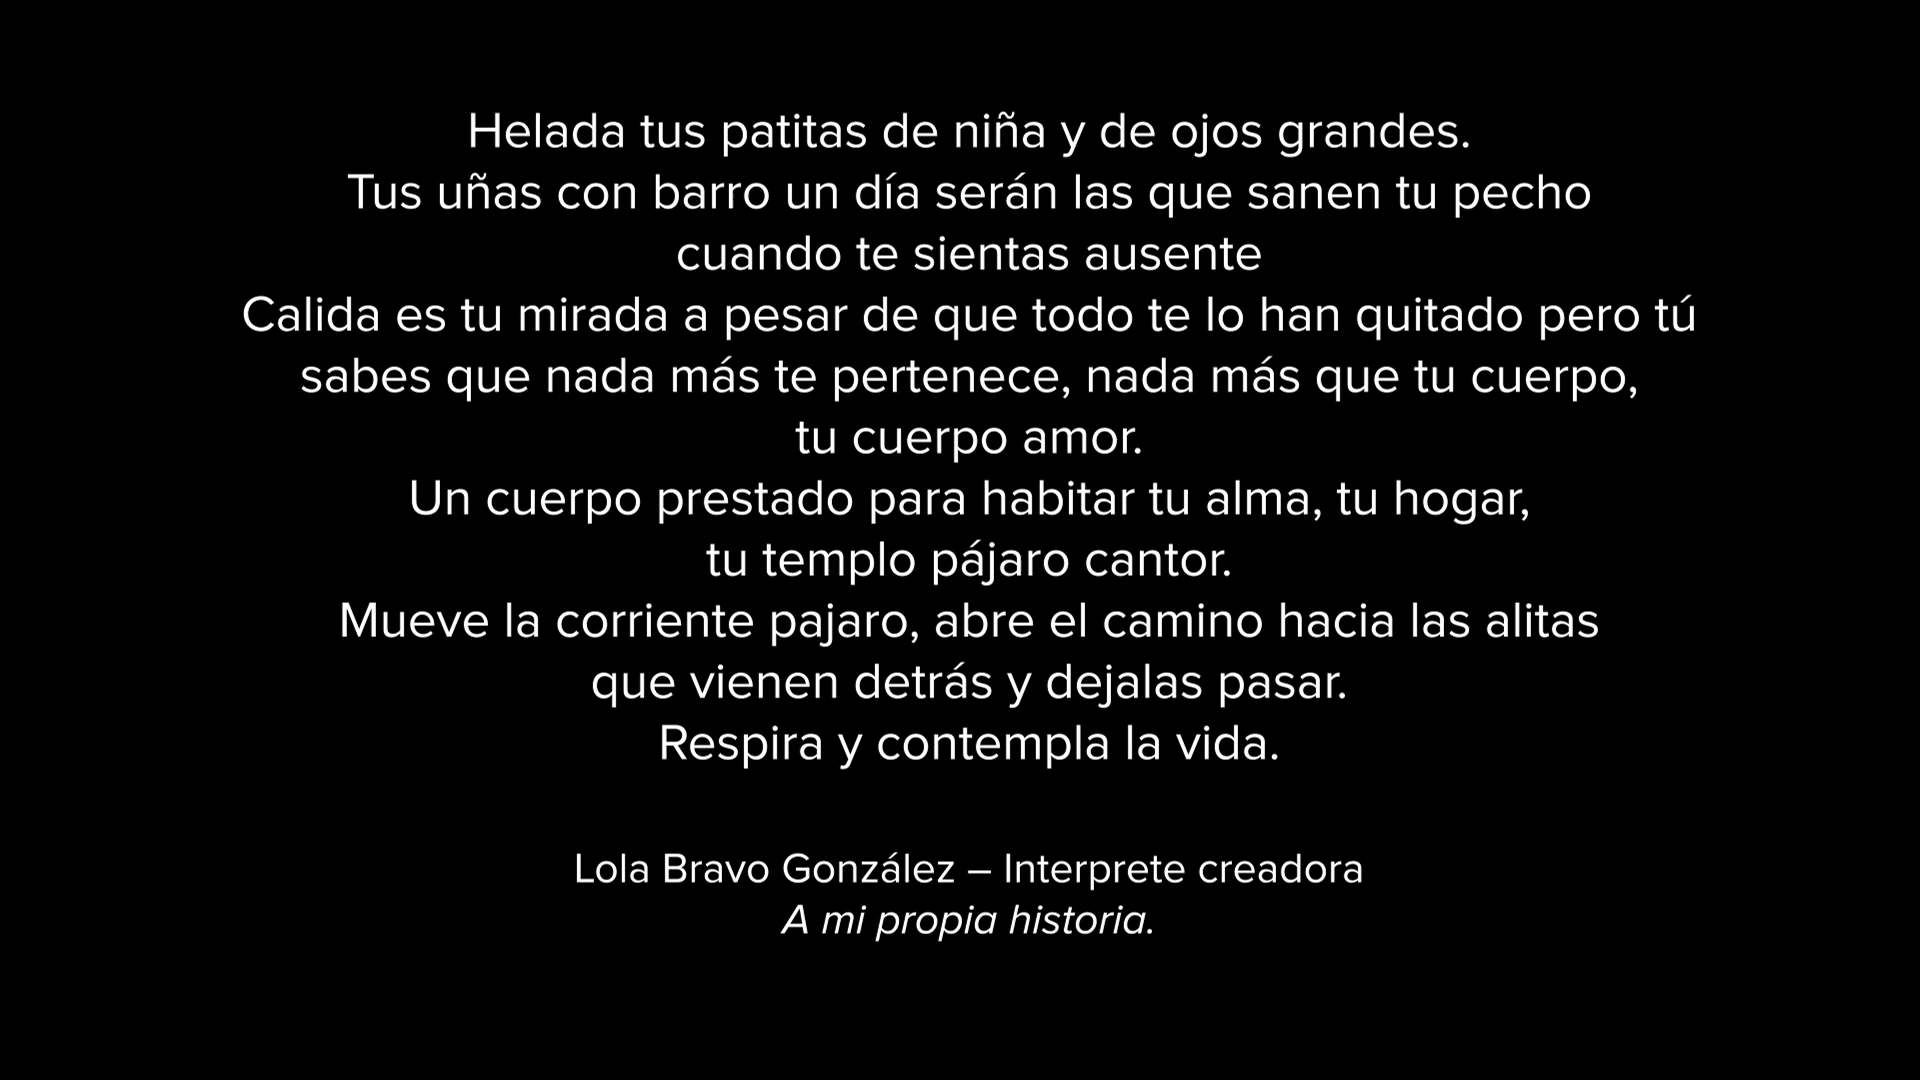 Helada tus patitas de niña y de ojos grandes.
Tus uñas con barro un día serán las que sanen tu pecho
cuando te sientas ausente
Calida es tu mirada a pesar de que todo te lo han quitado pero tú
sabes que nada más te pertenece, nada más que tu cuerpo,
tu cuerpo amor.
Un cuerpo prestado para habitar tu alma, tu hogar,
tu templo pájaro cantor.
Mueve la corriente pajaro, abre el camino hacia las alitas
que vienen detrás y dejalas pasar.
Respira y contempla la vida.
Lola Bravo González – Interprete creadora
A mi propia historia.